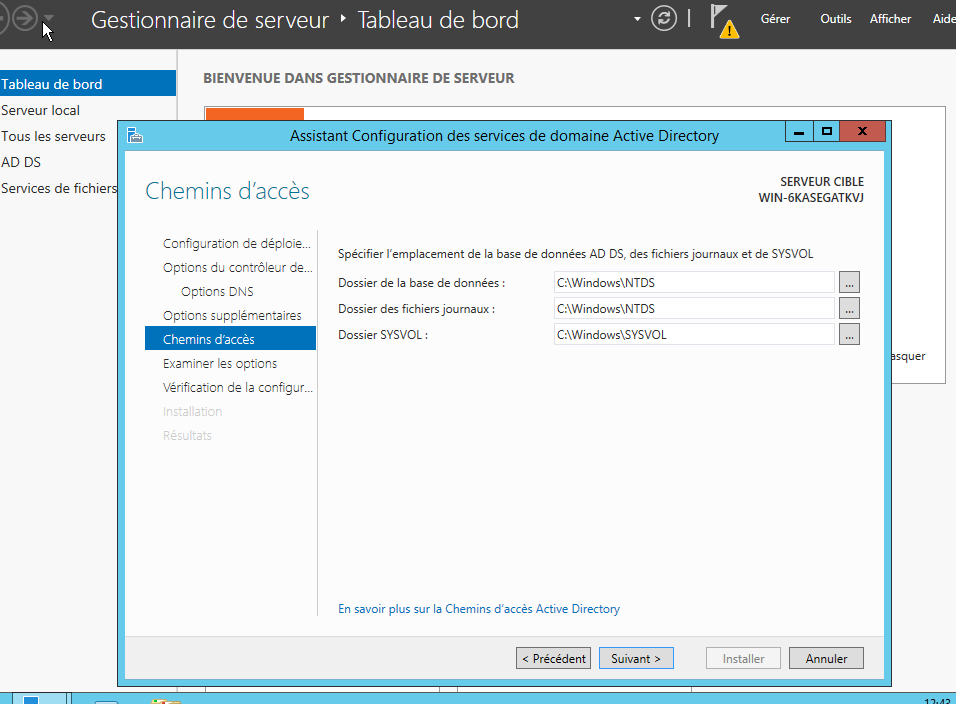 Gestionnaire de serveur ‣ Tableau de bord
Gérer Outils Afficher Aide
Tableau de bord
Serveur local
Tous les serveurs
AD DS
Services de fichiers
BIENVENUE DANS GESTIONNAIRE DE SERVEUR
Assistant Configuration des services de domaine Active Directory
Chemins d'accès
SERVEUR CIBLE
WIN-6KASEGATKVJ
Configuration de déploie...
Options du contrôleur de...
Options DNS
Options supplémentaires
Chemins d'accès
Examiner les options
Vérification de la configur...
Installation
Résultats
Spécifier l'emplacement de la base de données AD DS, des fichiers journaux et de SYSVOL
Dossier de la base de données : C:\Windows\NTDS ...
Dossier des fichiers journaux : C:\Windows\NTDS ...
Dossier SYSVOL : C:\Windows\SYSVOL ...
asquer
En savoir plus sur la Chemins d'accès Active Directory
< Précédent Suivant > Installer Annuler